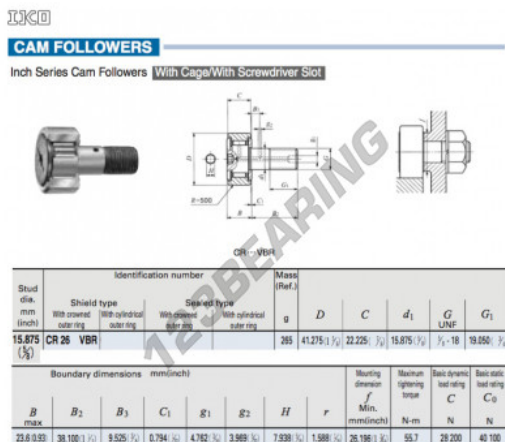 IKO
CAM FOLLOWERS
Inch Series Cam Followers With Cage/With Screwdriver Slot
C
D
R=500
B
CR···VBR
123BEARING
Identification number
Mass (Ref.)
Stud dia. mm (inch)
Shield type
Sealed type
With crowned outer ring
With cylindrical outer ring
With crowned outer ring
With cylindrical outer ring
g
D C d1 G UNF G1
15.875 CR 26 VBR 265 41.275 22.225 15.875 19.050
Boundary dimensions mm(inch)
Mounting dimension f Min. mm(inch)
Maximum tightening torque N-m
Basic dynamic load rating C N
Basic static load rating C0 N
B max B2 B3 C1 g1 g2 H r
23.6 (0.93) 38.100 9.525 0.794 4.762 3.969 7.938 1.588 26.196 55.7 28 200 40 100